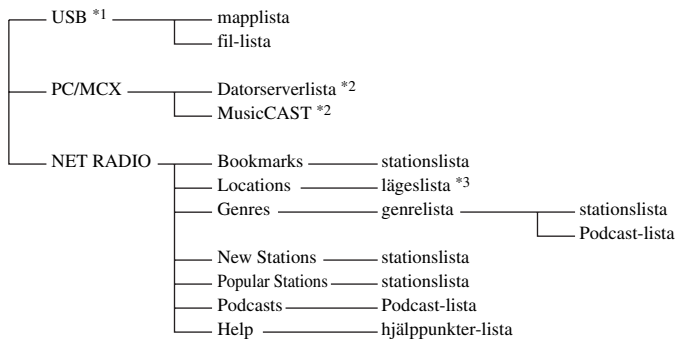 USB *1 mapplista
fil-lista
PC/MCX Datorserverlista *2
MusicCAST *2
NET RADIO Bookmarks stationslista
Locations lägeslista *3
Genres genrelista stationslista
Podcast-lista
New Stations stationslista
Popular Stations stationslista
Podcasts Podcast-lista
Help hjälppunkter-lista